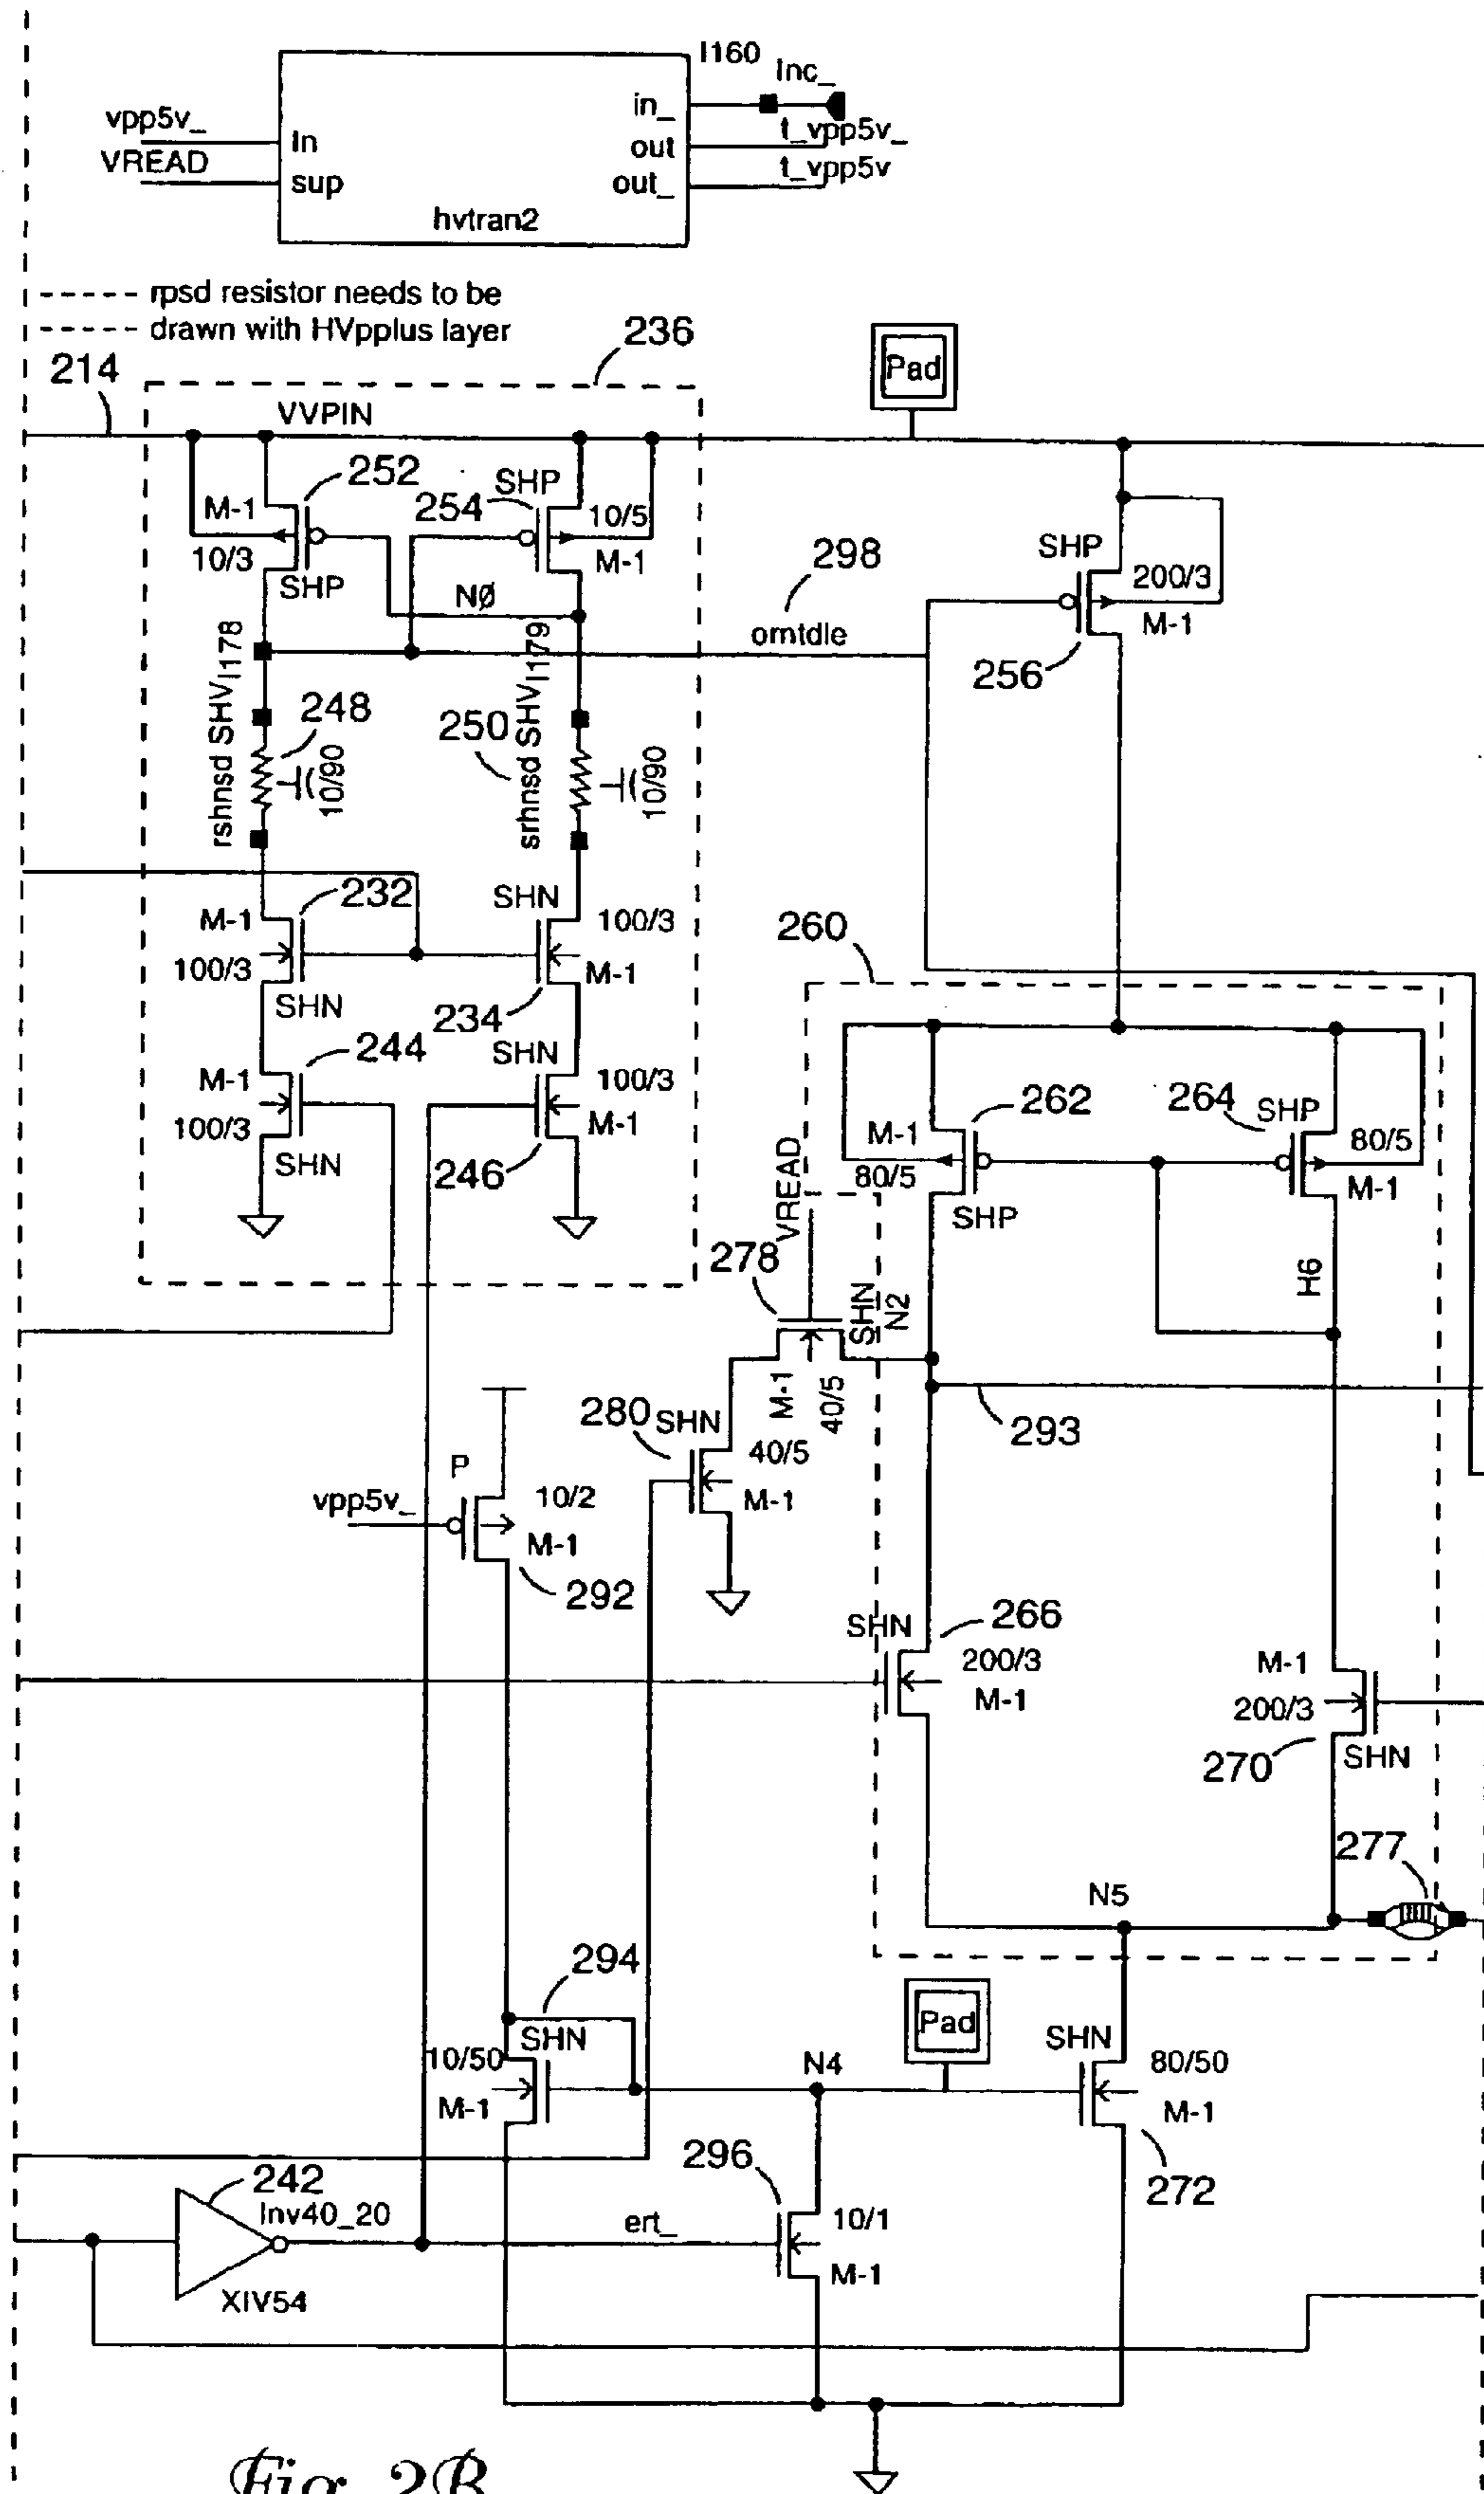 I160
Inc_
vpp5v_
In
in_
t_vpp5v_
VREAD
sup
out
t_vpp5v
out_
hvtran2
rpsd resistor needs to be
drawn with HVpplus layer
236
214
Pad
VVPIN
252
SHP
254
M-1
10/5
10/3
M-1
SHP
NØ
298
omtdle
SHP
200/3
M-1
256
rshnsd SHV I178
248
10/90
250
srhnsd SHV I179
10/90
232
M-1
100/3
SHN
SHN
100/3
M-1
234
260
244
M-1
100/3
SHN
SHN
100/3
M-1
246
262
M-1
80/5
SHP
264
SHP
80/5
M-1
VREAD
278
SHN
N2
M-1
40/5
H6
293
280
SHN
40/5
M-1
P
vpp5v_
10/2
M-1
292
SHN
266
200/3
M-1
M-1
200/3
270
SHN
277
N5
294
SHN
10/50
M-1
N4
Pad
SHN
80/50
M-1
272
242
Inv40_20
XIV54
296
ert_
10/1
M-1
Fig. 2B